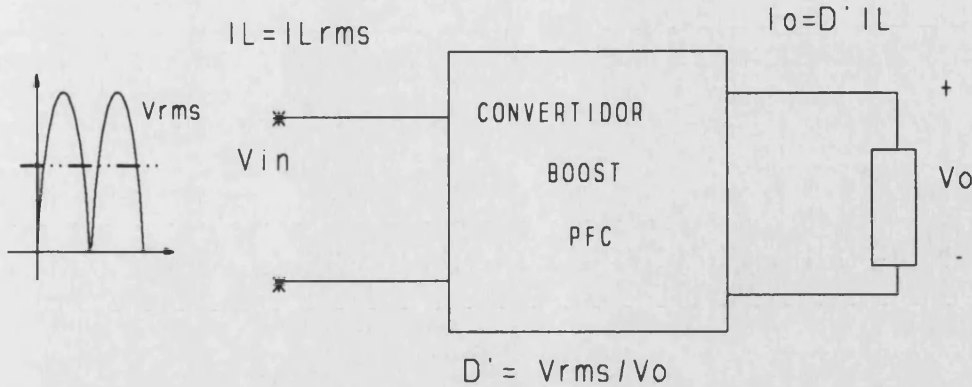 IL=ILrms
Io=D'IL
Vrms
Vin
CONVERTIDOR
BOOST
PFC
+
Vo
-
D'= Vrms/Vo